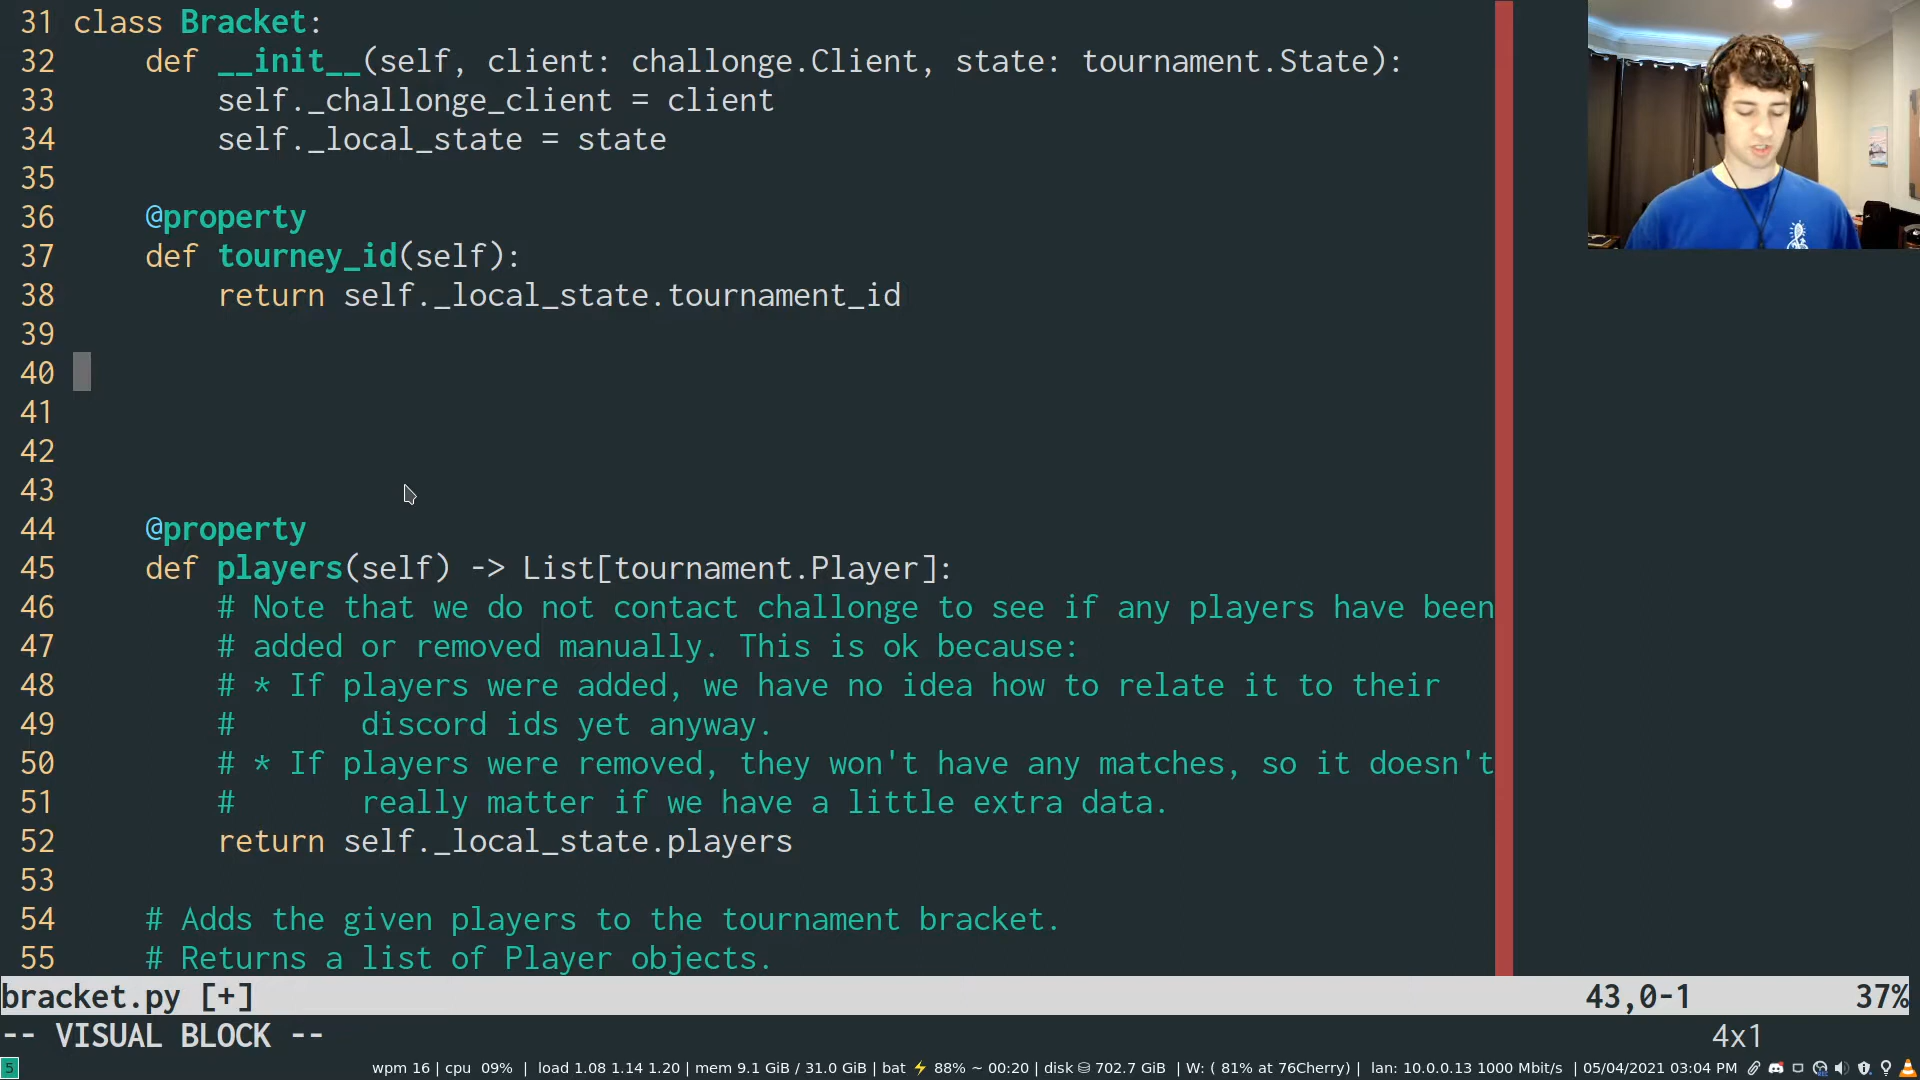 31 class Bracket:
32     def __init__(self, client: challonge.Client, state: tournament.State):
33         self._challonge_client = client
34         self._local_state = state
35
36     @property
37     def tourney_id(self):
38         return self._local_state.tournament_id
39
40
41
42
43
44     @property
45     def players(self) -> List[tournament.Player]:
46         # Note that we do not contact challonge to see if any players have been
47         # added or removed manually. This is ok because:
48         # * If players were added, we have no idea how to relate it to their
49         #       discord ids yet anyway.
50         # * If players were removed, they won't have any matches, so it doesn't
51         #       really matter if we have a little extra data.
52         return self._local_state.players
53
54     # Adds the given players to the tournament bracket.
55     # Returns a list of Player objects.
bracket.py [+] 43,0-1 37%
-- VISUAL BLOCK -- 4x1
5 wpm 16 | cpu 09% | load 1.08 1.14 1.20 | mem 9.1 GiB / 31.0 GiB | bat ⚡ 88% ~ 00:20 | disk 702.7 GiB | W: ( 81% at 76Cherry) | lan: 10.0.0.13 1000 Mbit/s | 05/04/2021 03:04 PM